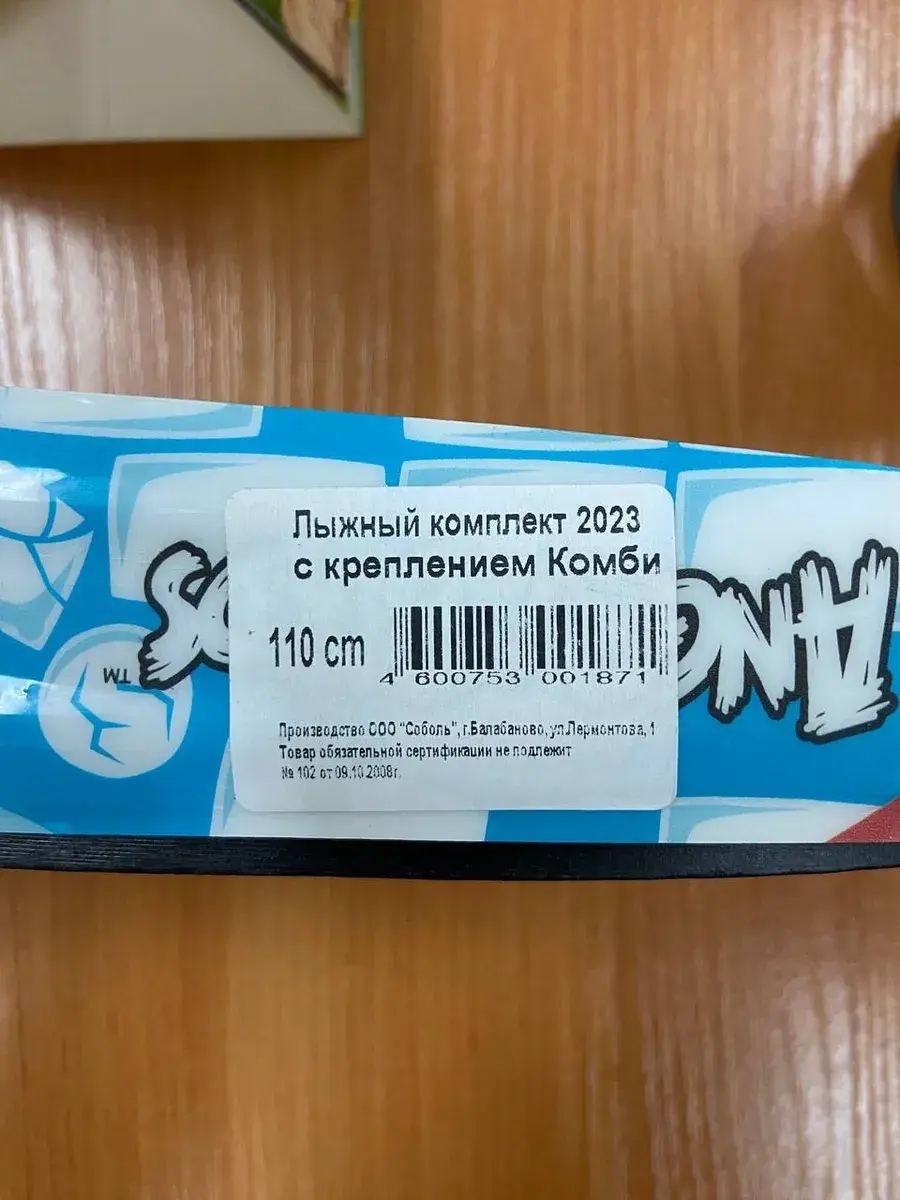 Лыжный комплект 2023
с креплением Комби
110 cm
4 600753 001871
Производство ООО "Соболь", г.Балабаново, ул.Лермонтова, 1
Товар обязательной сертификации не подлежит
№ 102 от 09.10.2008г.
TM